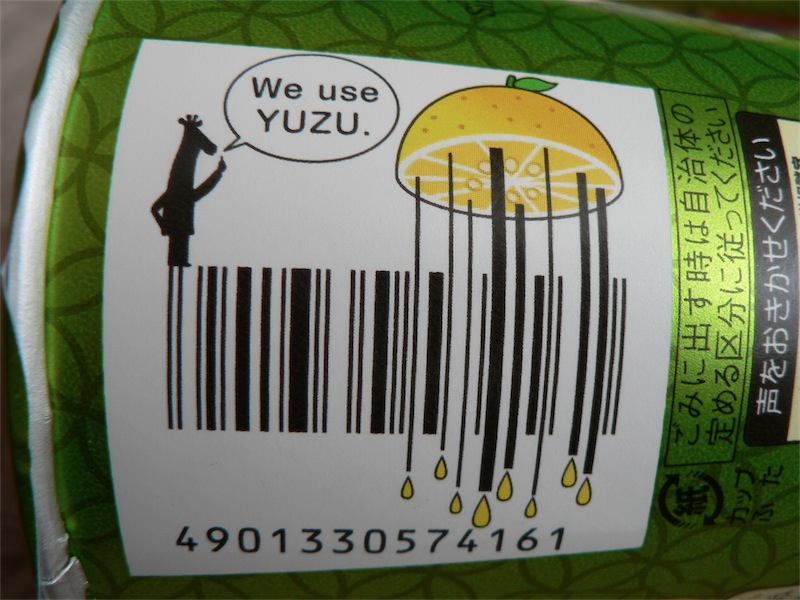 We use
YUZU.
4901330574161
ごみに出す時は自治体の
定める区分に従ってください
声をおきかせください
紙
カップ
ふた